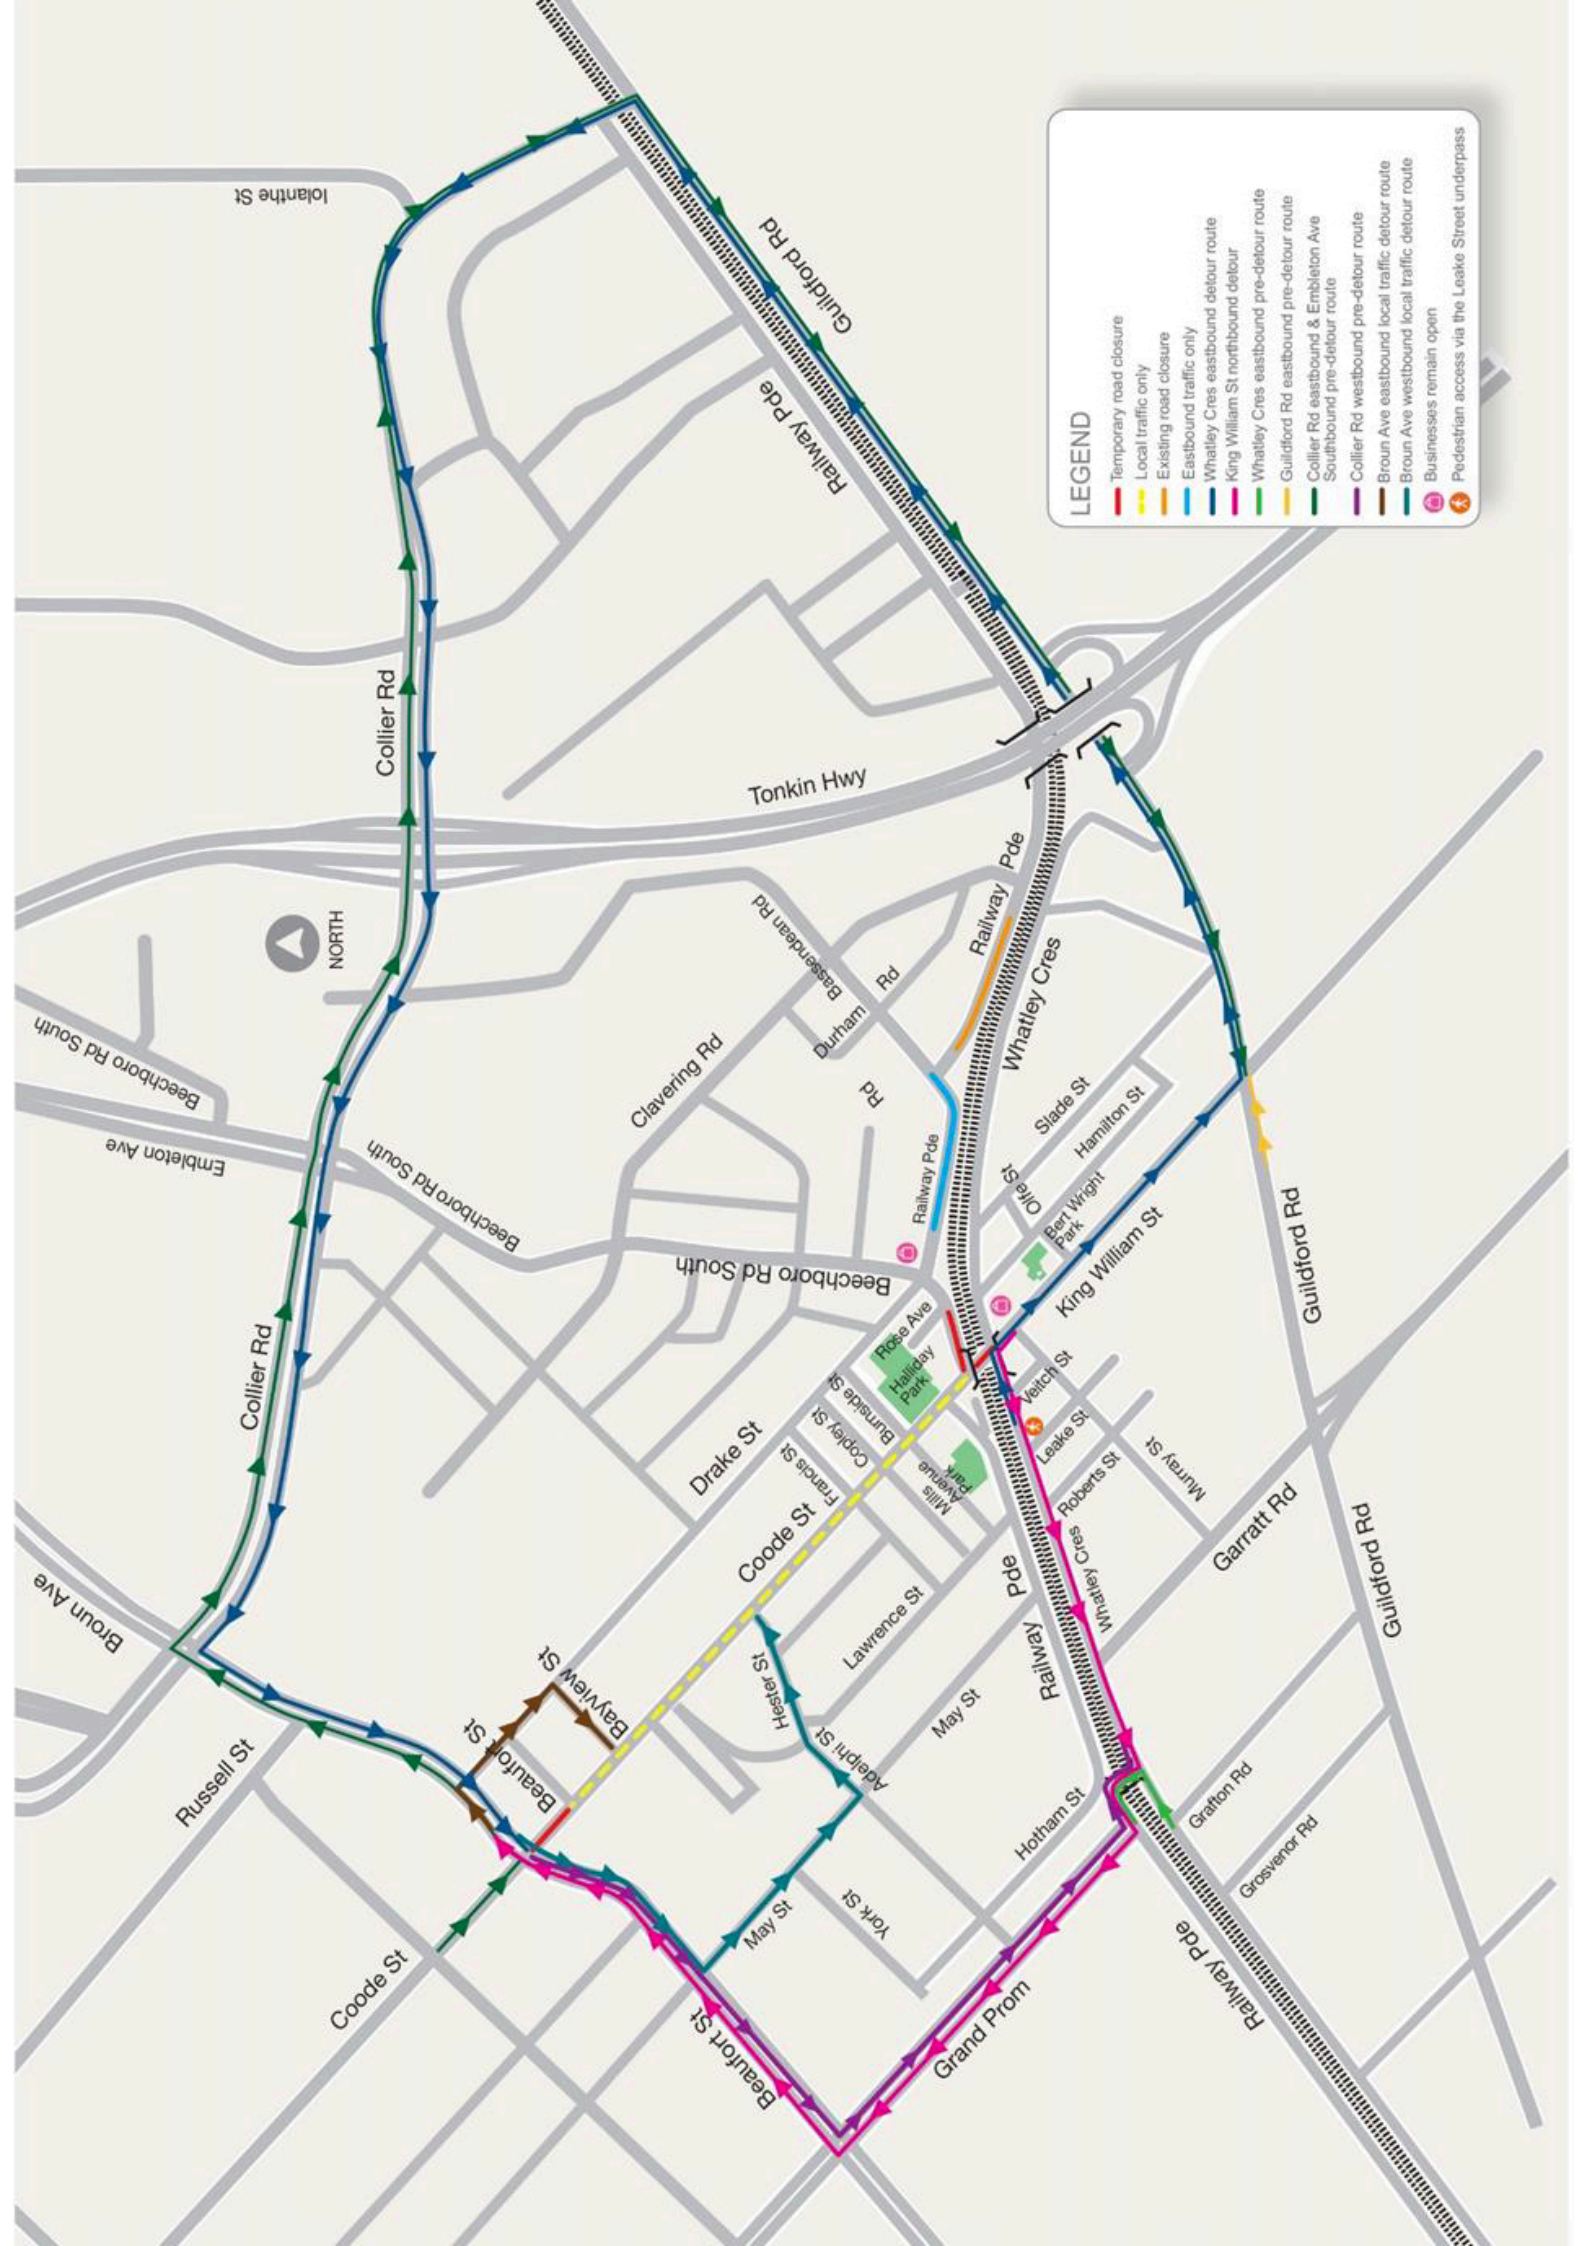 Iolanthe St
Guildford Rd
Railway Pde
Collier Rd
Tonkin Hwy
NORTH
Beechboro Rd South
Embleton Ave
Beechboro Rd South
Bassendean Rd
Durham
Rd
Clavering Rd
Rd
Railway
Pde
Whatley Cres
Slade St
Hamilton St
Olfe St
Bert Wright
Park
Railway Pde
Beechboro Rd South
King William St
Guildford Rd
Collier Rd
Rose Ave
Halliday
Park
Burnside St
Copley St
Francis St
Drake St
Mills
Avenue
Park
Veitch St
Leake St
Roberts St
Murray St
Garratt Rd
Whatley Cres
Guildford Rd
Coode St
Broun Ave
Lawrence St
Railway
Pde
May St
Hester St
Adelphi St
Bayview St
Beaufort St
Russell St
Hotham St
Grafton Rd
Grosvenor Rd
York St
May St
Coode St
Beaufort St
Grand Prom
Railway Pde
LEGEND
Temporary road closure
Local traffic only
Existing road closure
Eastbound traffic only
Whatley Cres eastbound detour route
King William St northbound detour
Whatley Cres eastbound pre-detour route
Guildford Rd eastbound pre-detour route
Collier Rd eastbound & Embleton Ave
Southbound pre-detour route
Collier Rd westbound pre-detour route
Broun Ave eastbound local traffic detour route
Broun Ave westbound local traffic detour route
Businesses remain open
Pedestrian access via the Leake Street underpass